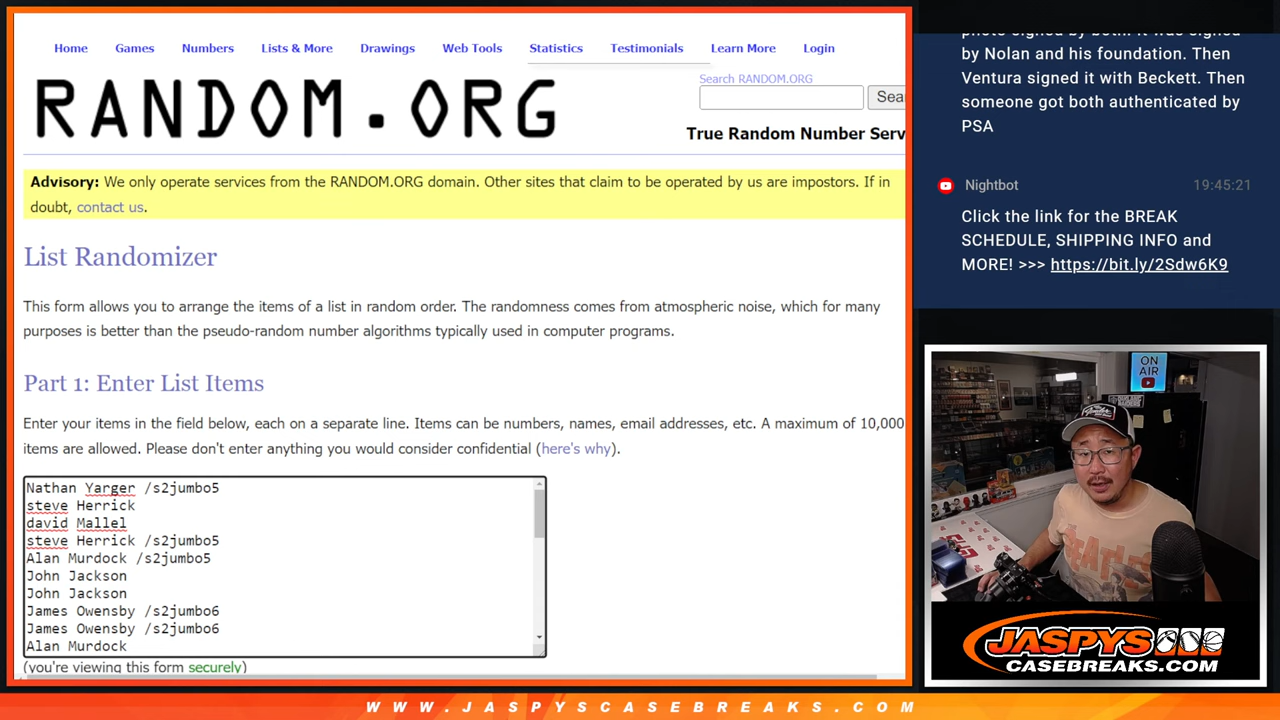 Home Games Numbers Lists & More Drawings Web Tools Statistics Testimonials Learn More Login
RANDOM.ORG
Search RANDOM.ORG
True Random Number Serv
Advisory: We only operate services from the RANDOM.ORG domain. Other sites that claim to be operated by us are impostors. If in
doubt, contact us.
List Randomizer
This form allows you to arrange the items of a list in random order. The randomness comes from atmospheric noise, which for many
purposes is better than the pseudo-random number algorithms typically used in computer programs.
Part 1: Enter List Items
Enter your items in the field below, each on a separate line. Items can be numbers, names, email addresses, etc. A maximum of 10,000
items are allowed. Please don't enter anything you would consider confidential (here's why).
Nathan Yarger /s2jumbo5
steve Herrick
david Mallel
steve Herrick /s2jumbo5
Alan Murdock /s2jumbo5
John Jackson
John Jackson
James Owensby /s2jumbo6
James Owensby /s2jumbo6
Alan Murdock
(you're viewing this form securely)
photo signed by both. It was signed
by Nolan and his foundation. Then
Ventura signed it with Beckett. Then
someone got both authenticated by
PSA
Nightbot 19:45:21
Click the link for the BREAK
SCHEDULE, SHIPPING INFO and
MORE! >>> https://bit.ly/2Sdw6K9
ON
AIR
Fender
JASPYS
CASEBREAKS.COM
WWW.JASPYSCASEBREAKS.COM